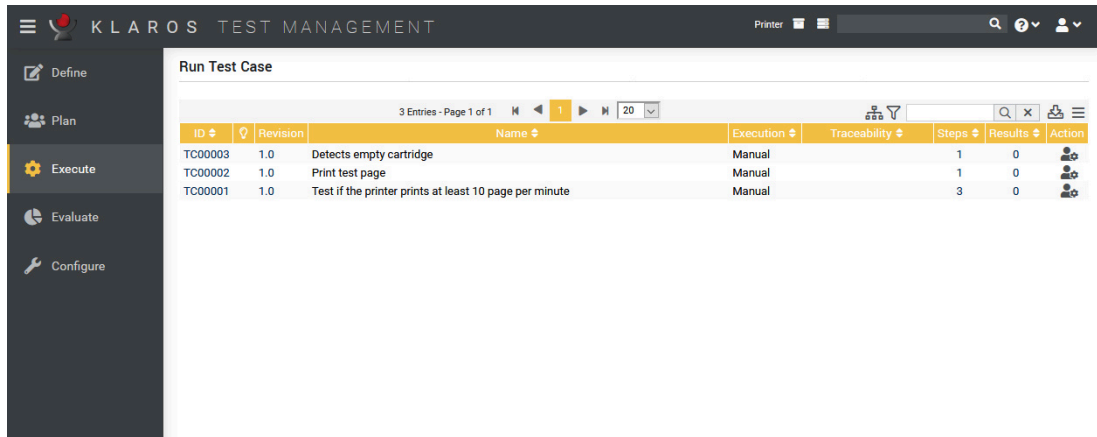 KLAROS TEST MANAGEMENT Printer
Define
Plan
Execute
Evaluate
Configure
Run Test Case
3 Entries - Page 1 of 1 1 20
ID Revision Name Execution Traceability Steps Results Action
TC00003 1.0 Detects empty cartridge Manual 1 0
TC00002 1.0 Print test page Manual 1 0
TC00001 1.0 Test if the printer prints at least 10 page per minute Manual 3 0